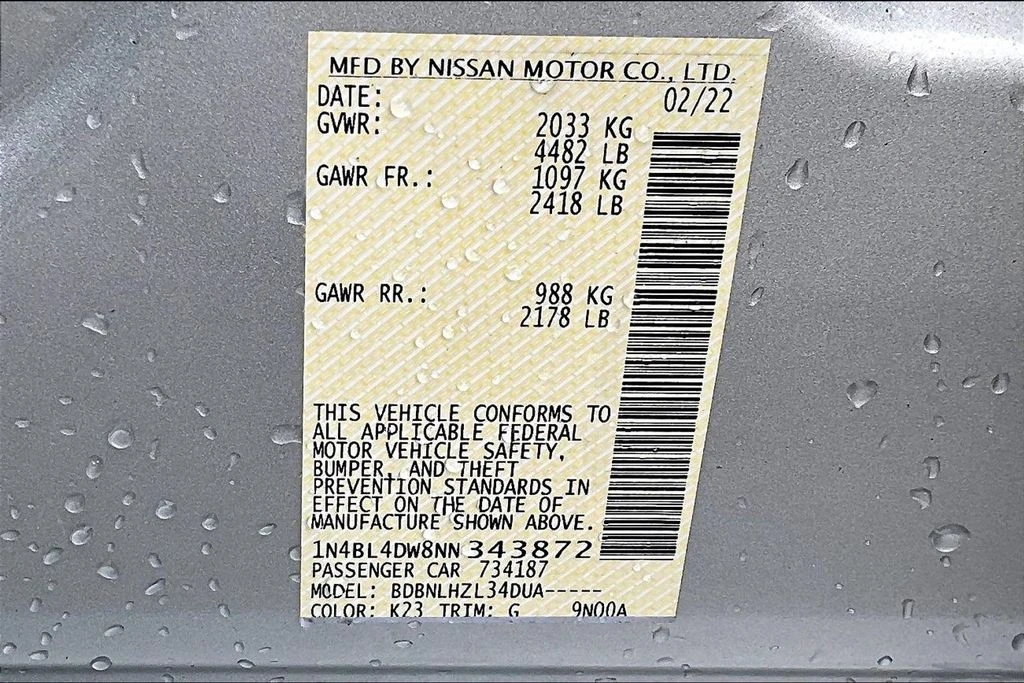 MFD BY NISSAN MOTOR CO., LTD.
DATE: 02/22
GVWR: 2033 KG
4482 LB
GAWR FR.: 1097 KG
2418 LB
GAWR RR.: 988 KG
2178 LB
THIS VEHICLE CONFORMS TO
ALL APPLICABLE FEDERAL
MOTOR VEHICLE SAFETY,
BUMPER, AND THEFT
PREVENTION STANDARDS IN
EFFECT ON THE DATE OF
MANUFACTURE SHOWN ABOVE.
1N4BL4DW8NN343872
PASSENGER CAR 734187
MODEL: BDBNLHZL34DUA-----
COLOR: K23 TRIM: G 9N00A